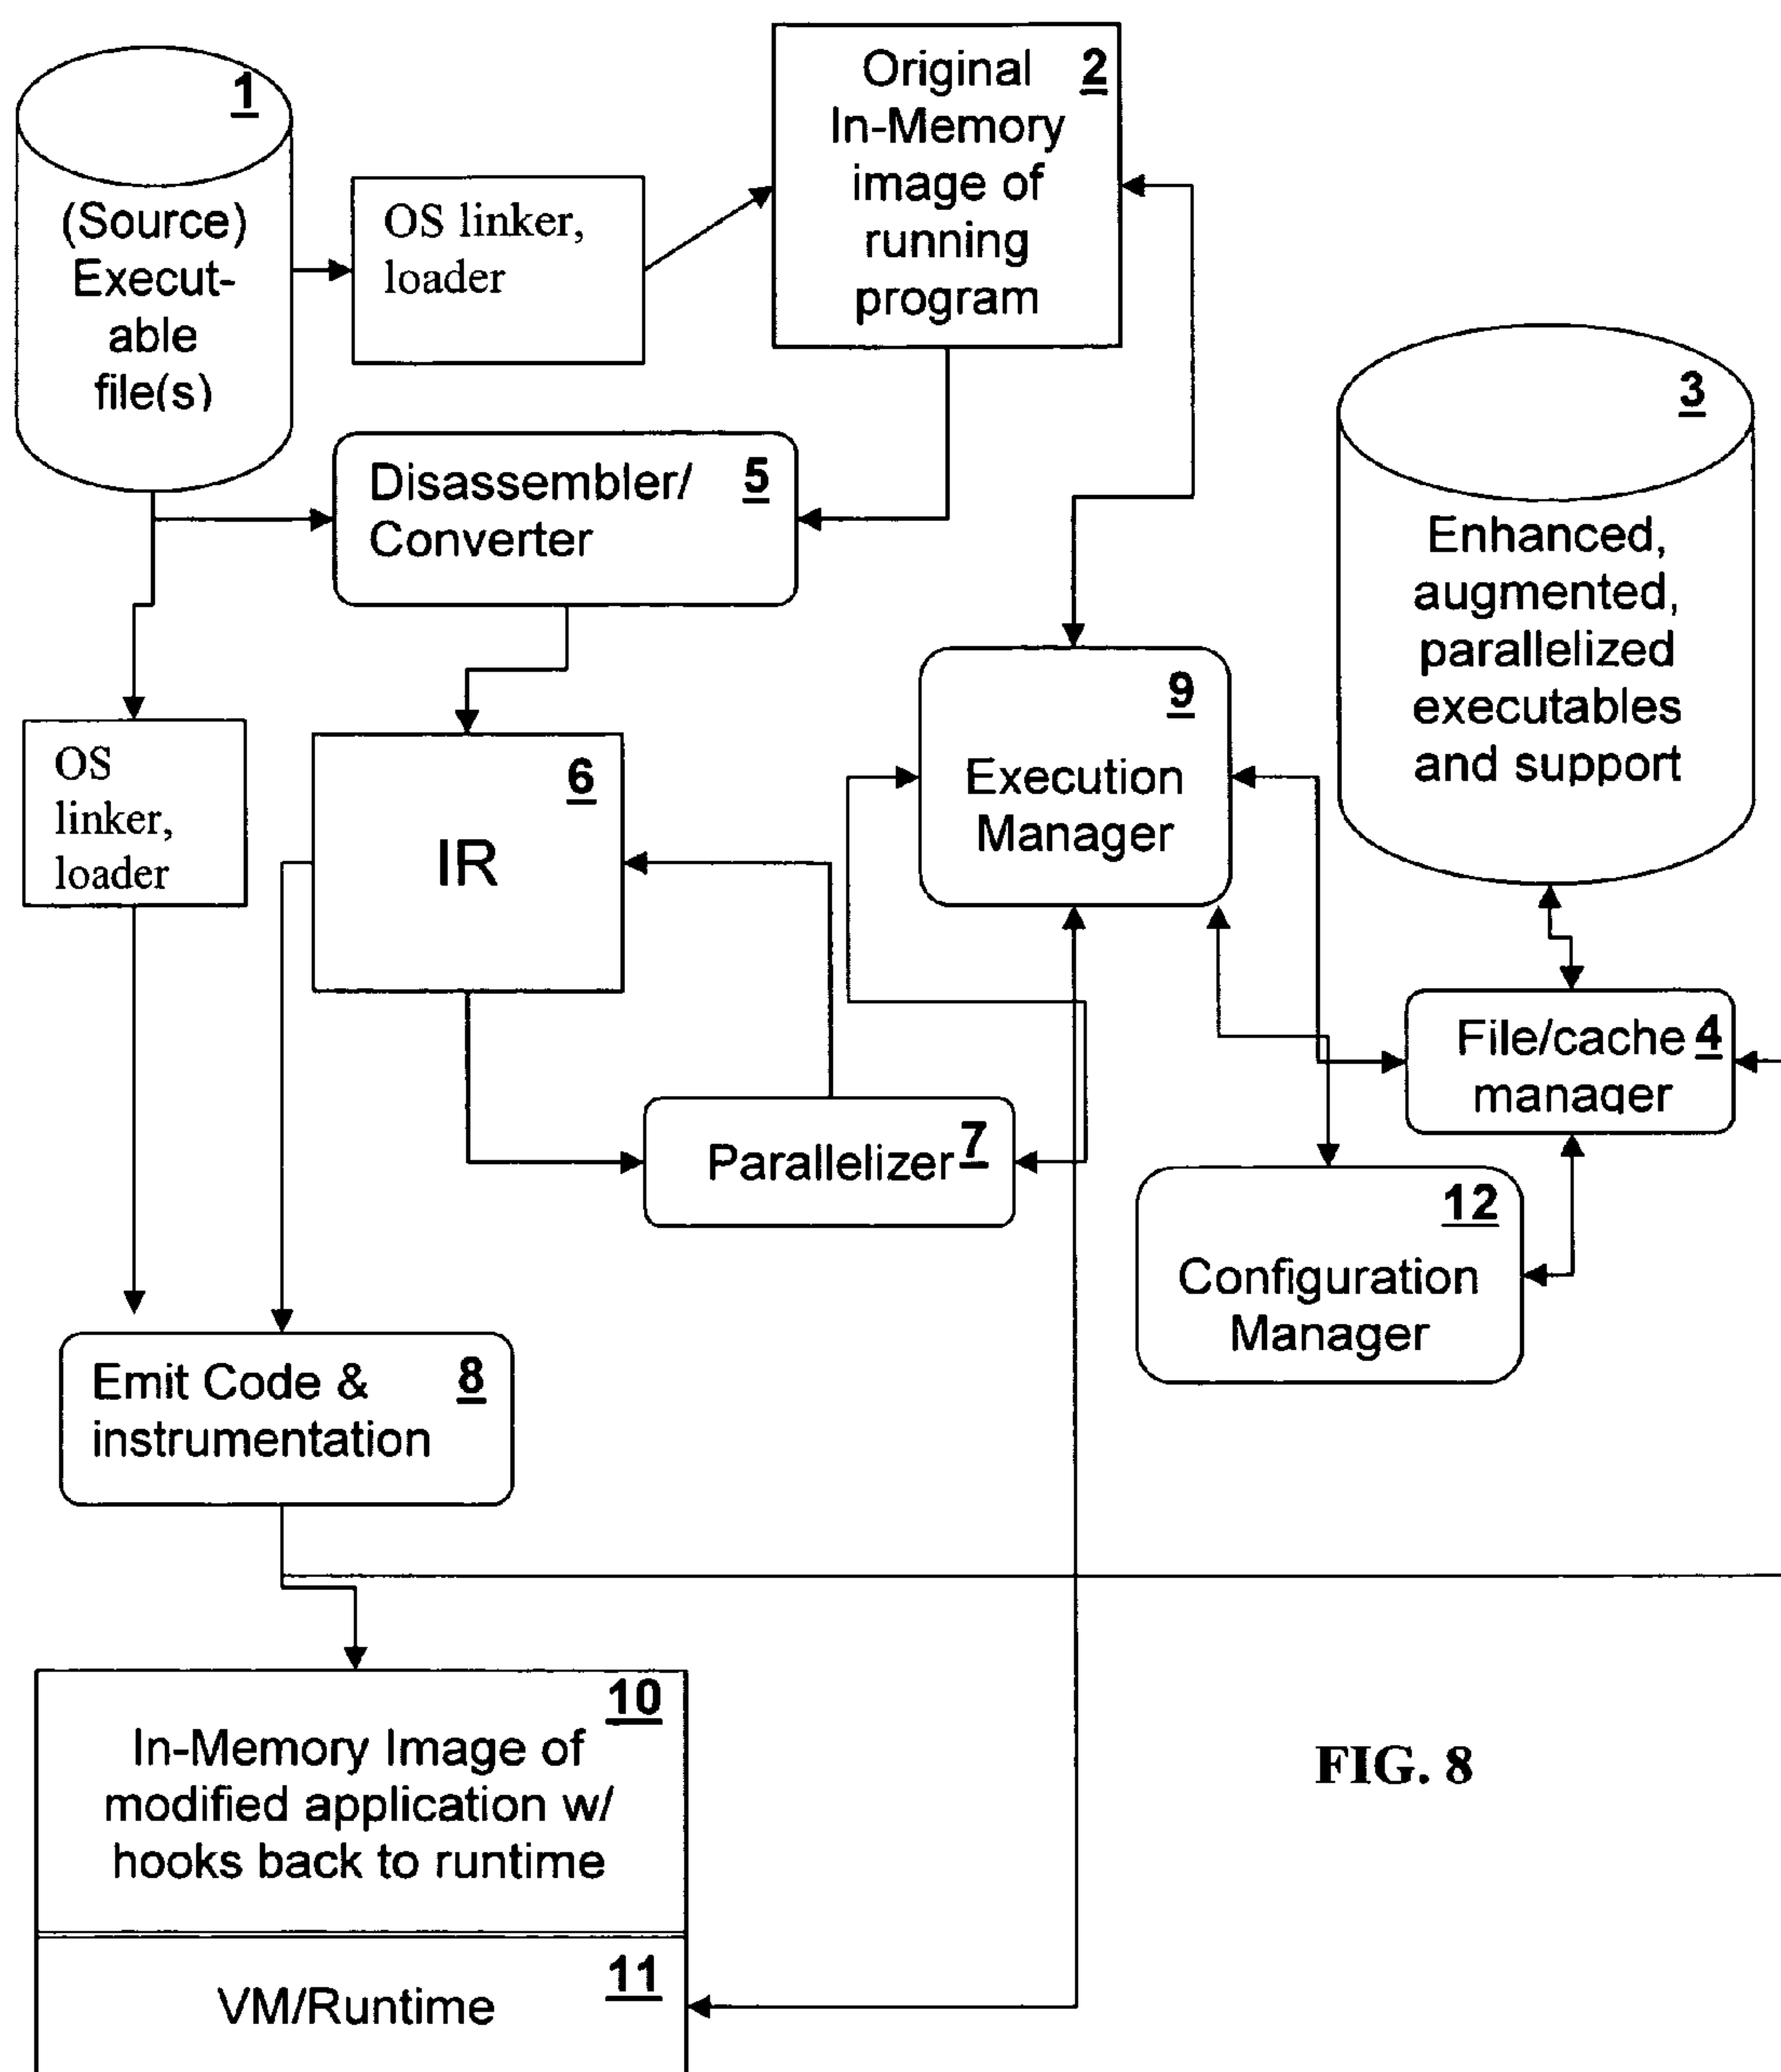 1
(Source)
Execut-
able
file(s)
OS linker,
loader
Original 2
In-Memory
image of
running
program
3
Enhanced,
augmented,
parallelized
executables
and support
Disassembler/ 5
Converter
OS
linker,
loader
6
IR
9
Execution
Manager
File/cache 4
manager
Parallelizer 7
12
Configuration
Manager
Emit Code & 8
instrumentation
10
In-Memory Image of
modified application w/
hooks back to runtime
11
VM/Runtime
FIG. 8